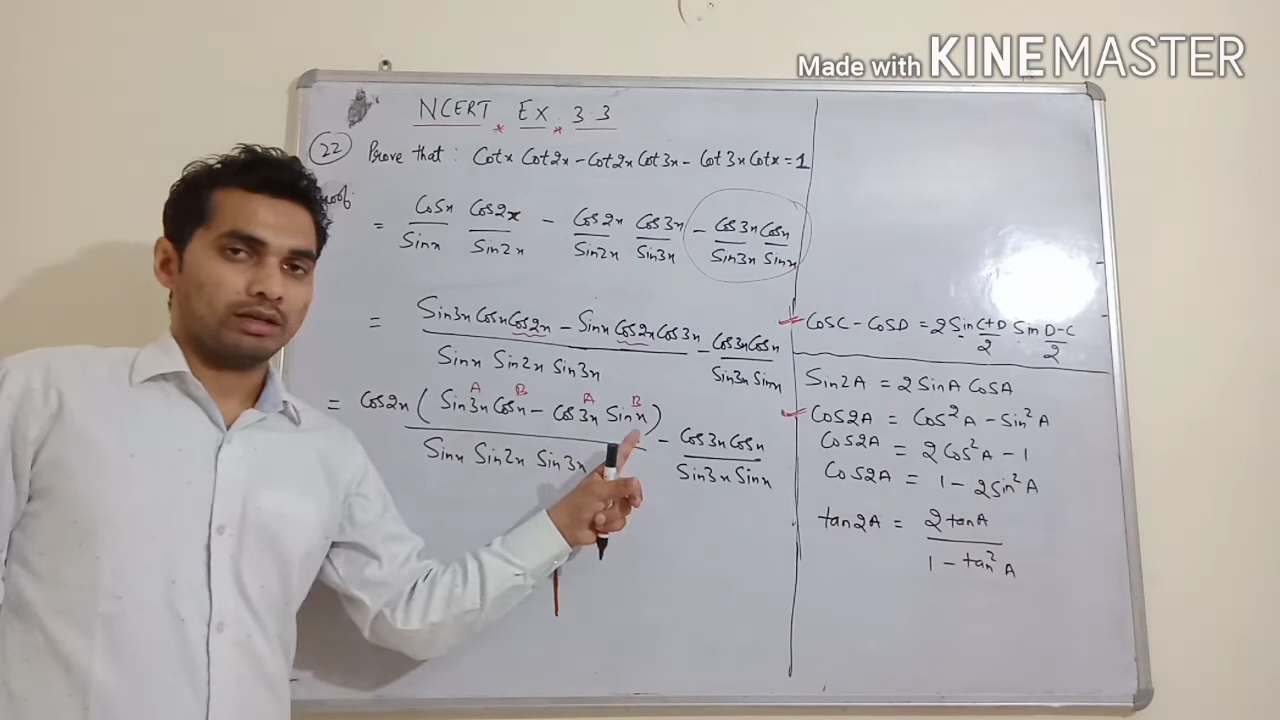 Made with KINEMASTER
NCERT EX 3.3
22 Prove that : Cotx Cot2x - Cot2x Cot3x - Cot3x Cotx = 1
= Cosx/Sinx Cos2x/Sin2x - Cos2x/Sin2x Cos3x/Sin3x - Cos3x/Sin3x Cosx/Sinx
= Sin3x Cosx Cos2x - Sinx Cos2x Cos3x / Sinx Sin2x Sin3x - Cos3x Cosx / Sin3x Sinx
A B A B
= Cos2x ( Sin3x Cosx - Cos3x Sinx ) / Sinx Sin2x Sin3x - Cos3x Cosx / Sin3x Sinx
CosC - CosD = 2 Sin C+D/2 Sin D-C/2
Sin2A = 2 SinA CosA
Cos2A = Cos²A - Sin²A
Cos2A = 2Cos²A - 1
Cos2A = 1 - 2Sin²A
tan2A = 2tanA / 1 - tan²A